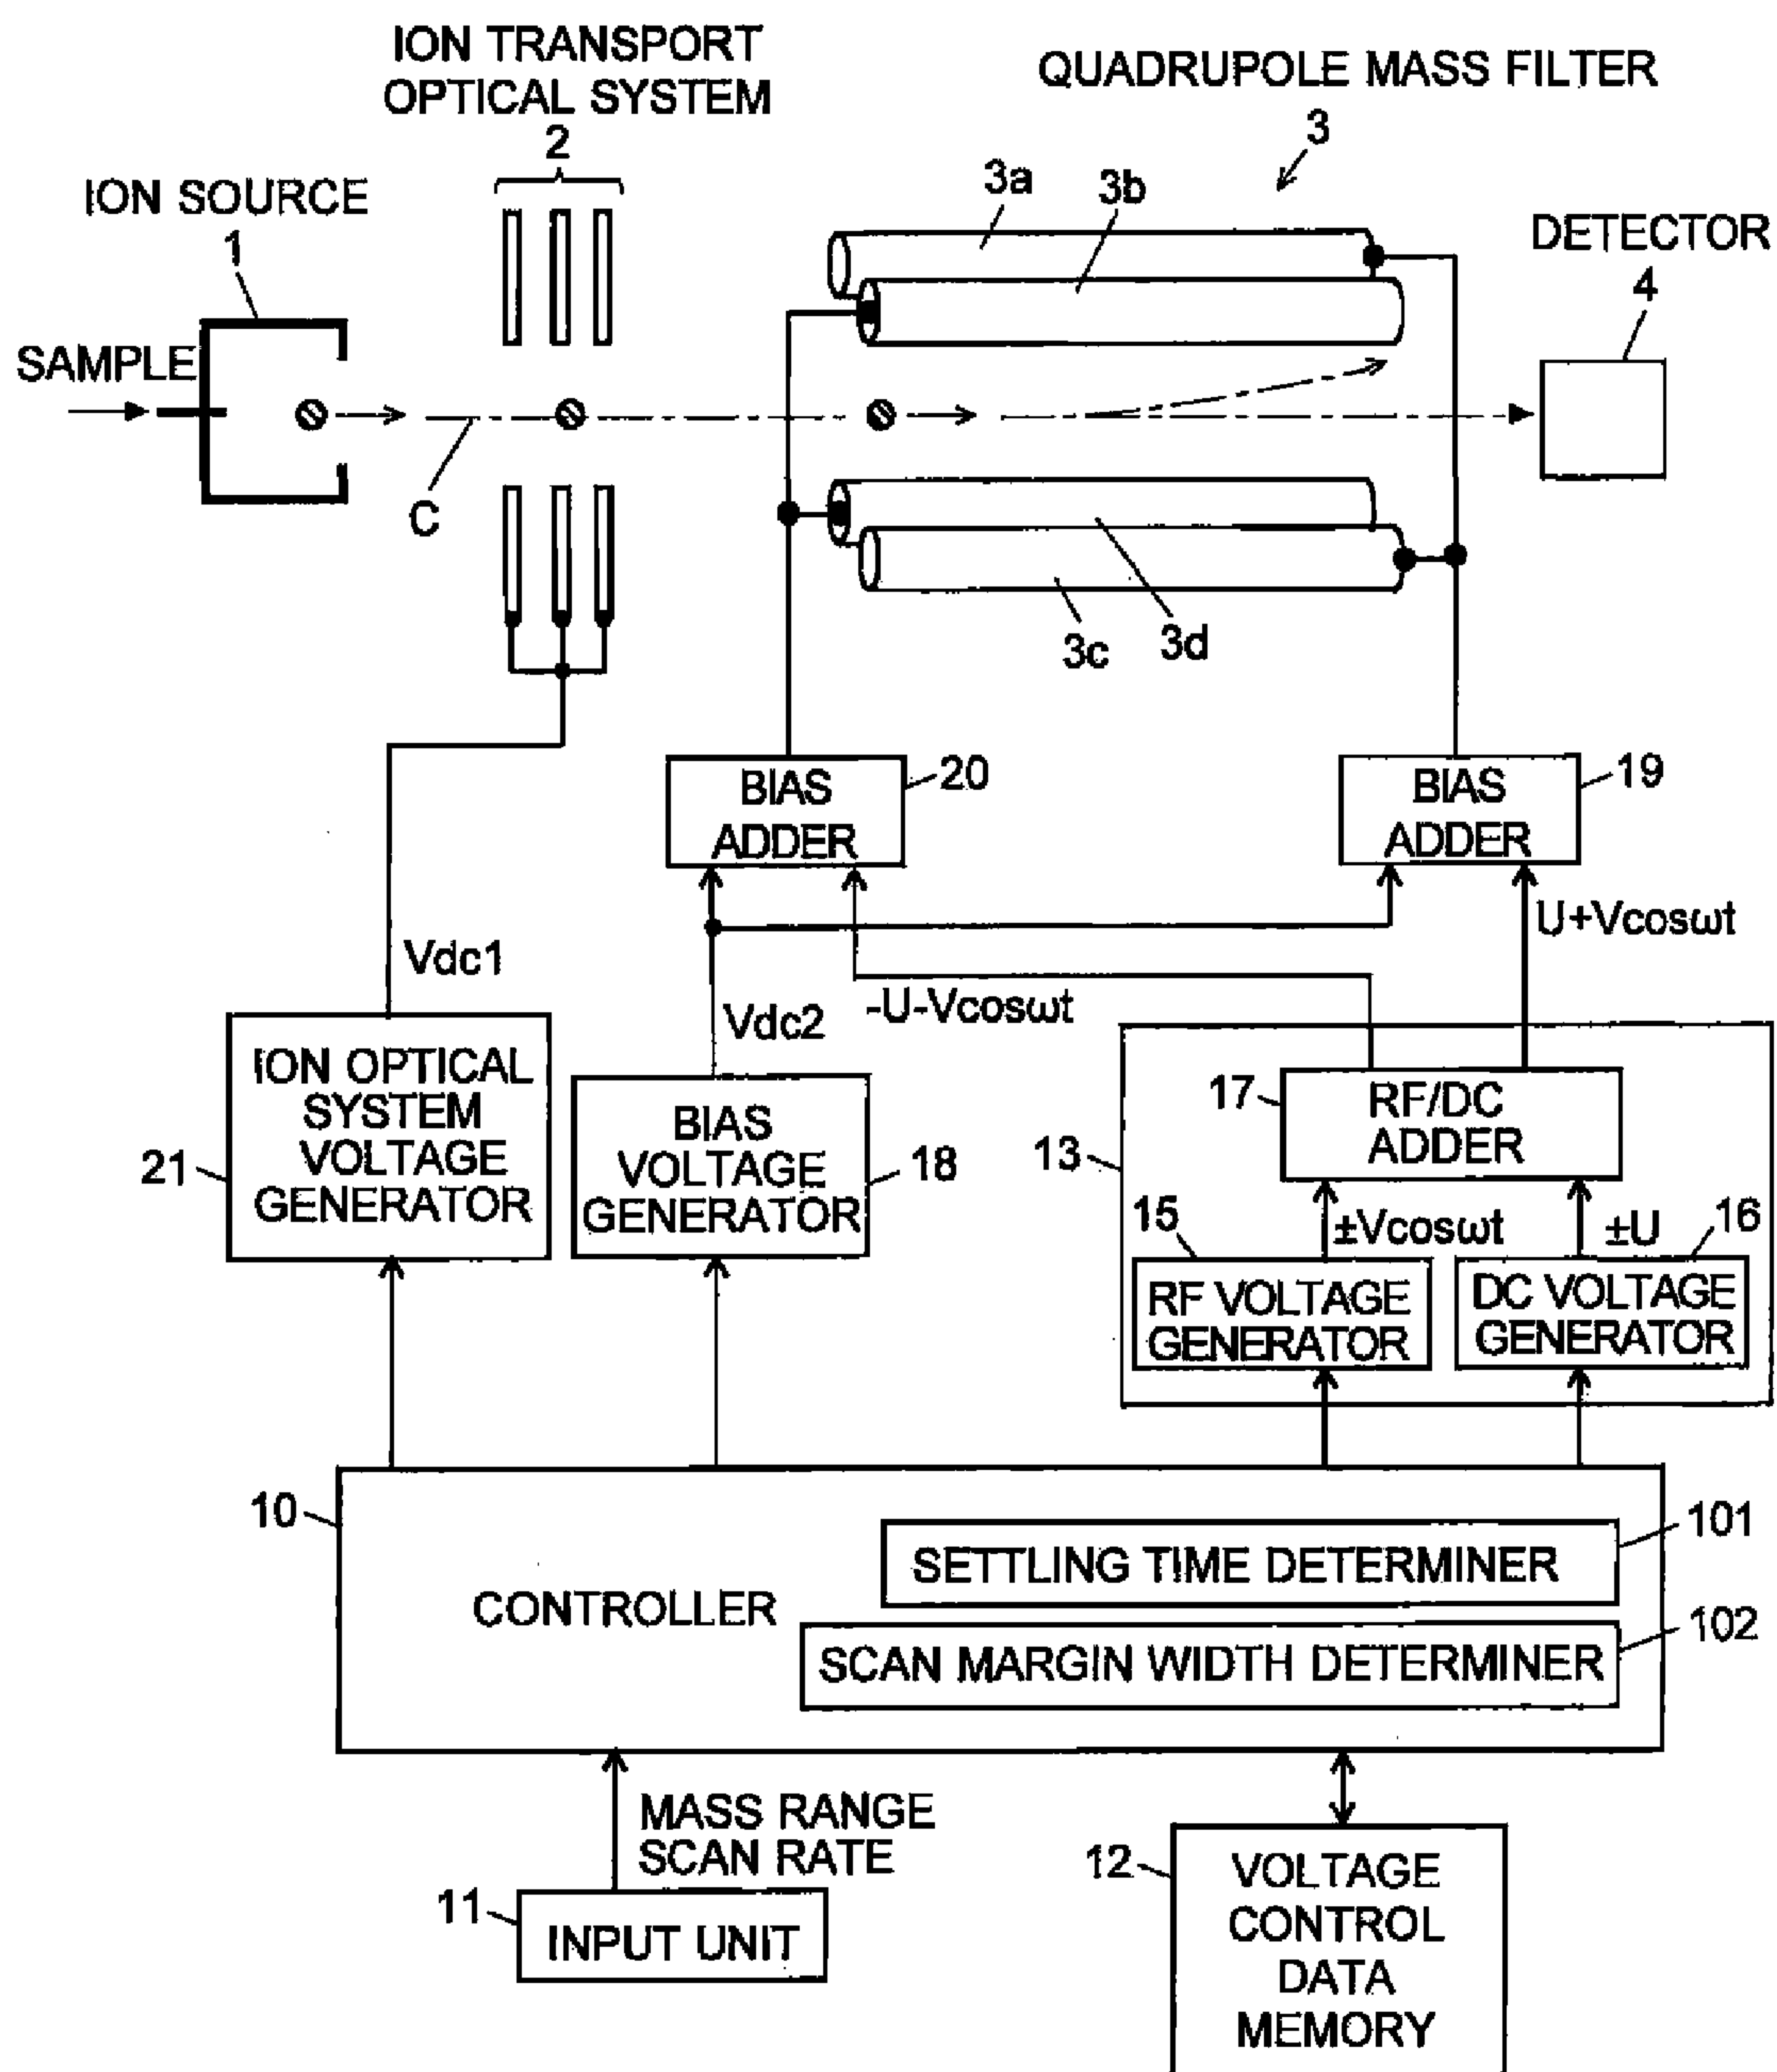 ION TRANSPORT
OPTICAL SYSTEM
2
QUADRUPOLE MASS FILTER
3
ION SOURCE
1
3a
3b
DETECTOR
4
SAMPLE
C
3c
3d
BIAS
ADDER
20
BIAS
ADDER
19
U+Vcosωt
Vdc1
Vdc2
-U-Vcosωt
ION OPTICAL
SYSTEM
VOLTAGE
GENERATOR
21
BIAS
VOLTAGE
GENERATOR
18
17
RF/DC
ADDER
13
15
±Vcosωt
±U
16
RF VOLTAGE
GENERATOR
DC VOLTAGE
GENERATOR
10
CONTROLLER
SETTLING TIME DETERMINER
101
SCAN MARGIN WIDTH DETERMINER
102
MASS RANGE
SCAN RATE
11
INPUT UNIT
12
VOLTAGE
CONTROL
DATA
MEMORY